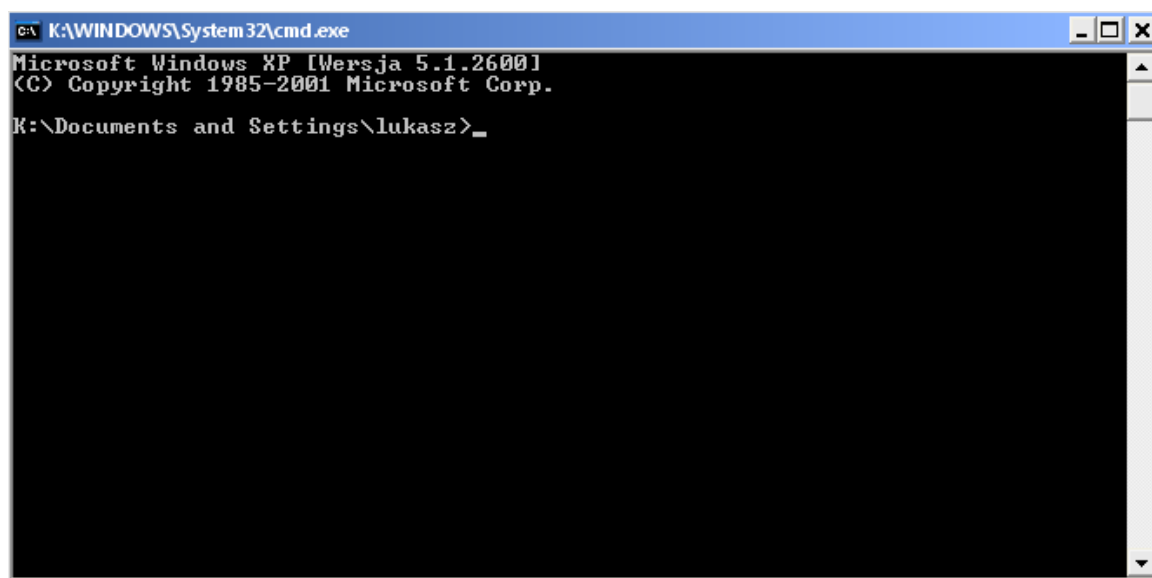 K:\WINDOWS\System32\cmd.exe
Microsoft Windows XP [Wersja 5.1.2600]
(C) Copyright 1985-2001 Microsoft Corp.
K:\Documents and Settings\lukasz>_